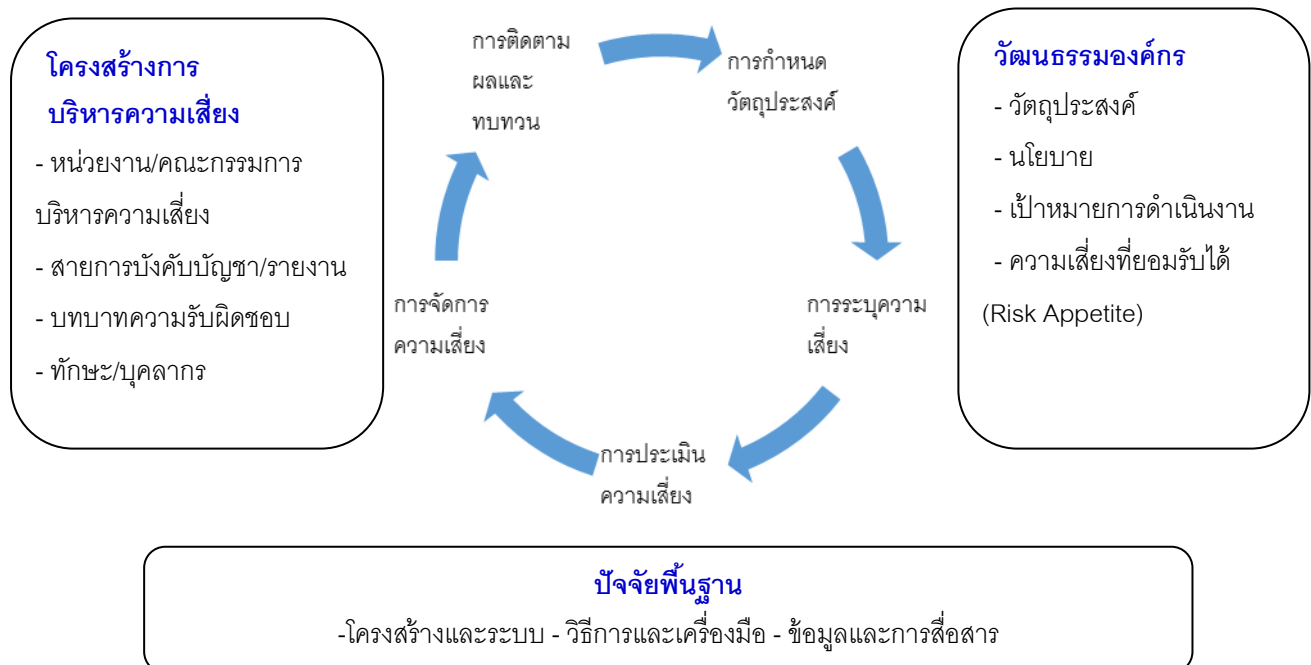 โครงสร้างการ
บริหารความเสี่ยง
- หน่วยงาน/คณะกรรมการ
บริหารความเสี่ยง
- สายการบังคับบัญชา/รายงาน
- บทบาทความรับผิดชอบ
- ทักษะ/บุคลากร
การติดตาม
ผลและ
ทบทวน
การกำหนด
วัตถุประสงค์
การระบุความ
เสี่ยง
การประเมิน
ความเสี่ยง
การจัดการ
ความเสี่ยง
วัฒนธรรมองค์กร
- วัตถุประสงค์
- นโยบาย
- เป้าหมายการดำเนินงาน
- ความเสี่ยงที่ยอมรับได้
(Risk Appetite)
ปัจจัยพื้นฐาน
-โครงสร้างและระบบ - วิธีการและเครื่องมือ - ข้อมูลและการสื่อสาร